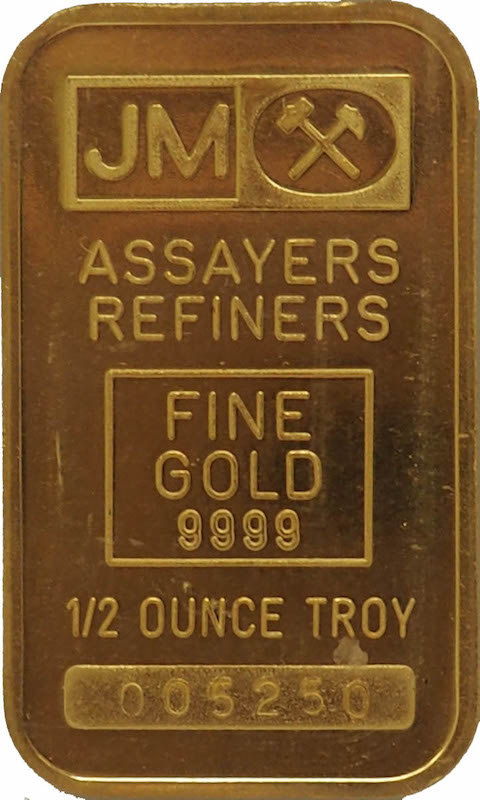 JM
ASSAYERS
REFINERS
FINE
GOLD
9999
1/2 OUNCE TROY
005250